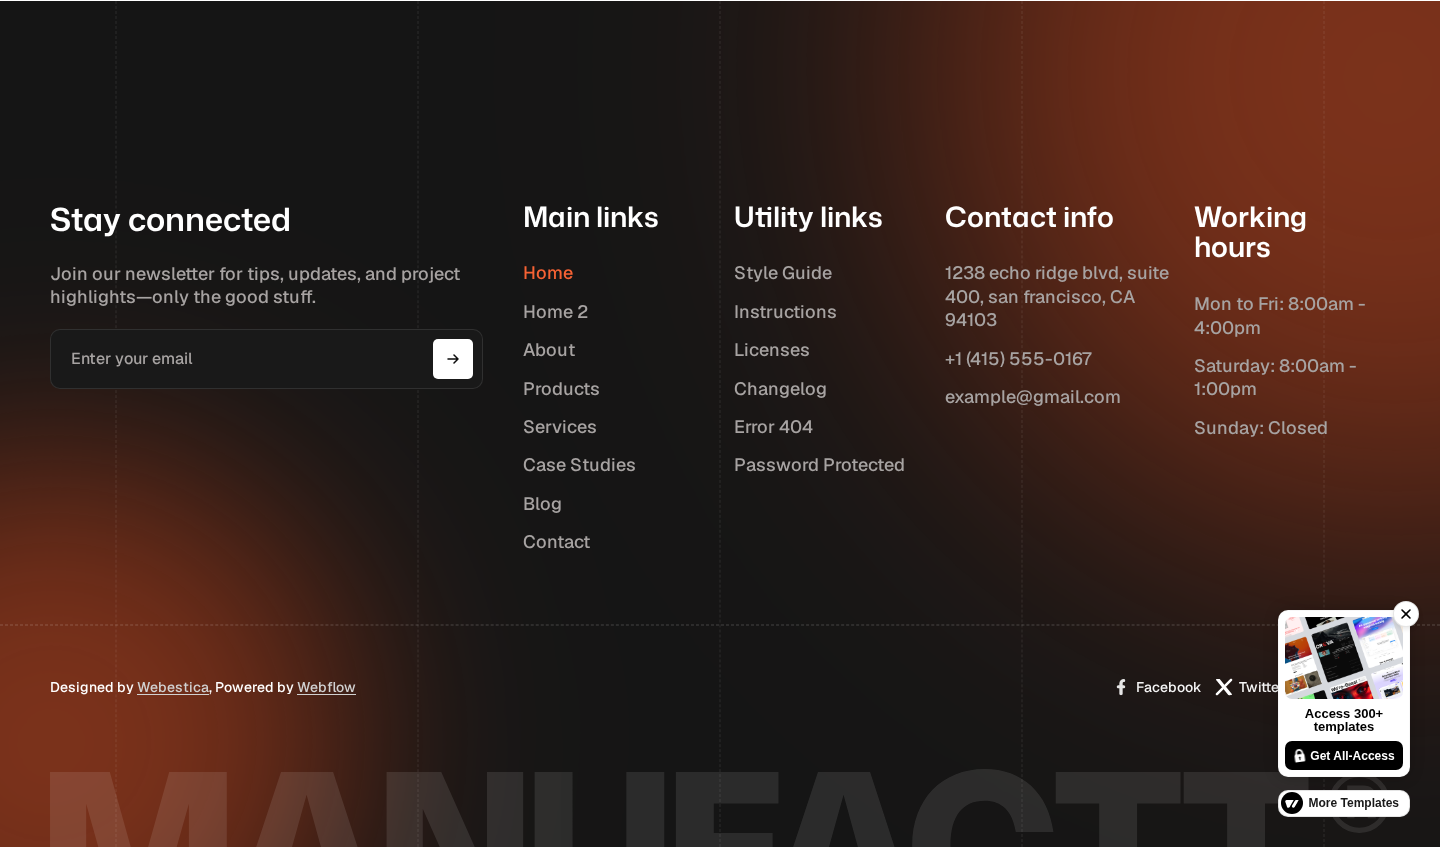 Stay connected
Join our newsletter for tips, updates, and project
highlights—only the good stuff.
Enter your email
Main links
Home
Home 2
About
Products
Services
Case Studies
Blog
Contact
Utility links
Style Guide
Instructions
Licenses
Changelog
Error 404
Password Protected
Contact info
1238 echo ridge blvd, suite
400, san francisco, CA
94103
+1 (415) 555-0167
example@gmail.com
Working
hours
Mon to Fri: 8:00am -
4:00pm
Saturday: 8:00am -
1:00pm
Sunday: Closed
Designed by Webestica, Powered by Webflow
Facebook
Twitte
Access 300+
templates
Get All-Access
More Templates
MANUFACTT®